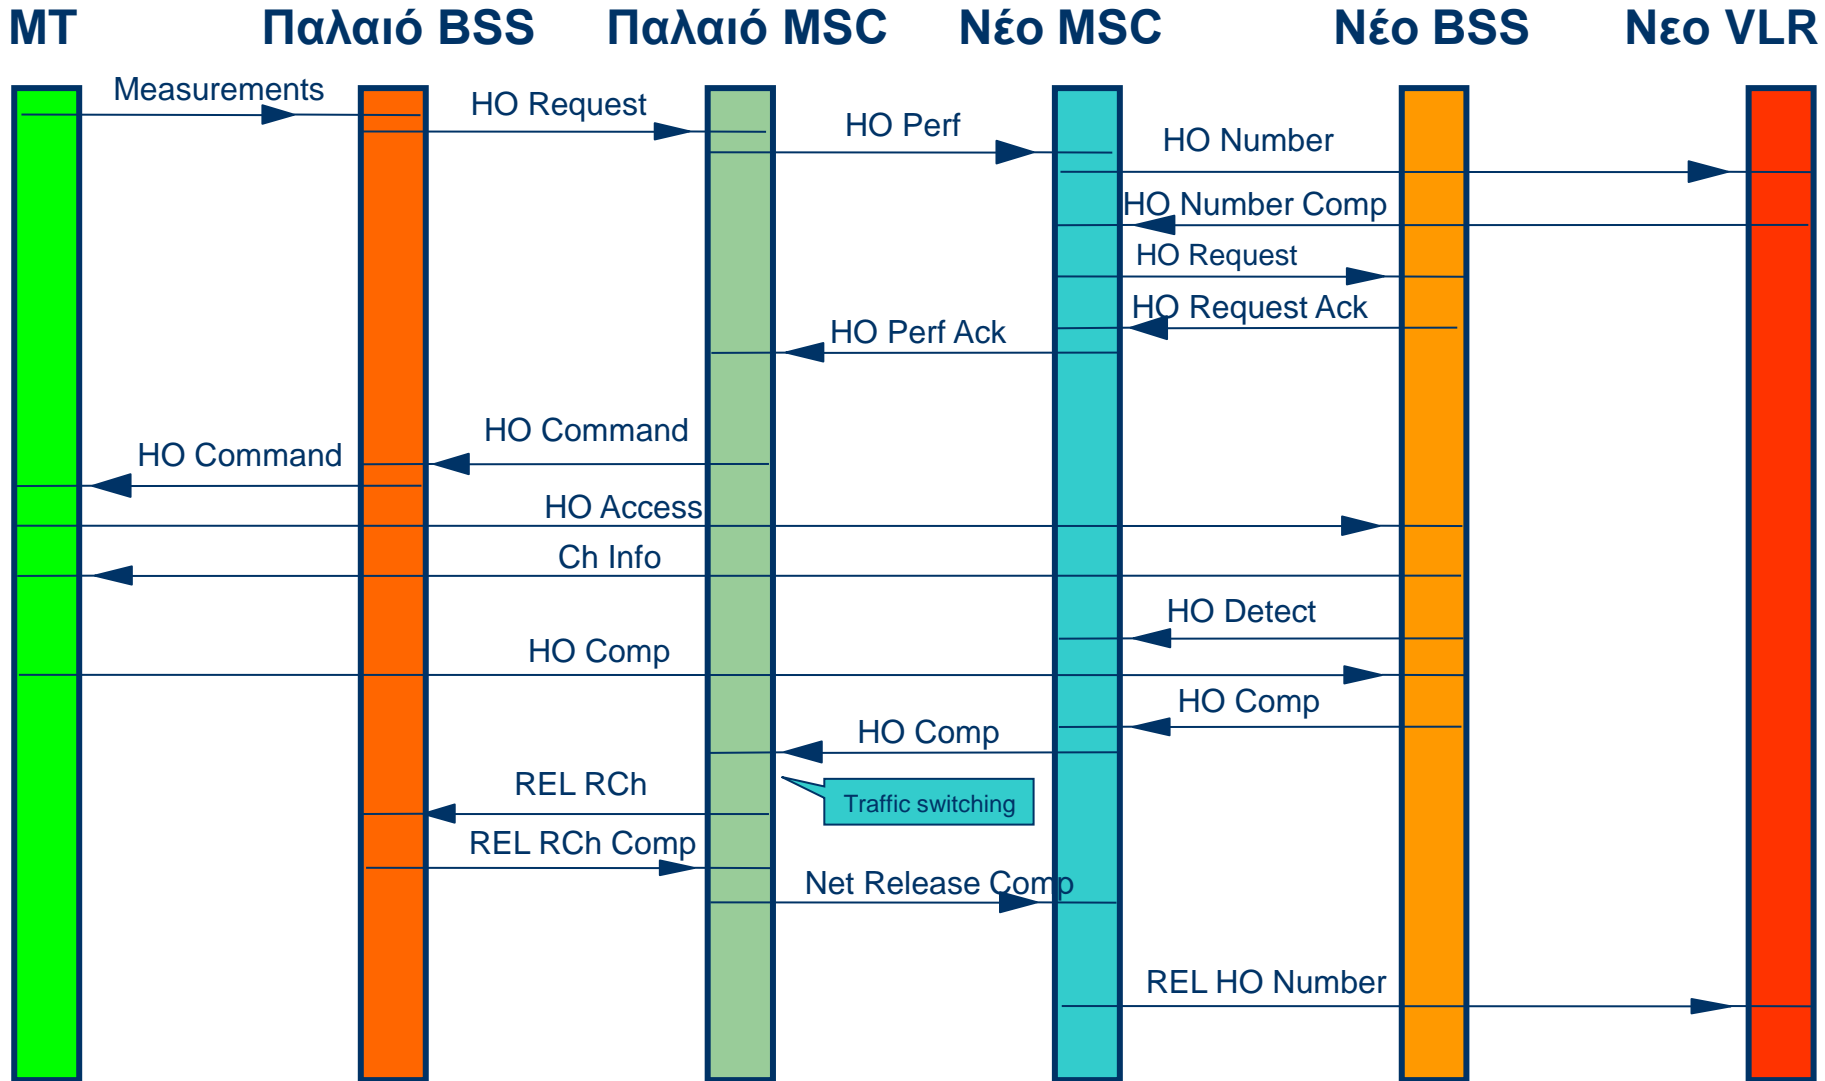 MT
Παλαιό BSS
Παλαιό MSC
Νέο MSC
Νέο BSS
Νεο VLR
Measurements
HO Request
HO Perf
HO Number
HO Number Comp
HO Request
HO Request Ack
HO Perf Ack
HO Command
HO Command
HO Access
Ch Info
HO Detect
HO Comp
HO Comp
HO Comp
REL RCh
Traffic switching
REL RCh Comp
Net Release Comp
REL HO Number